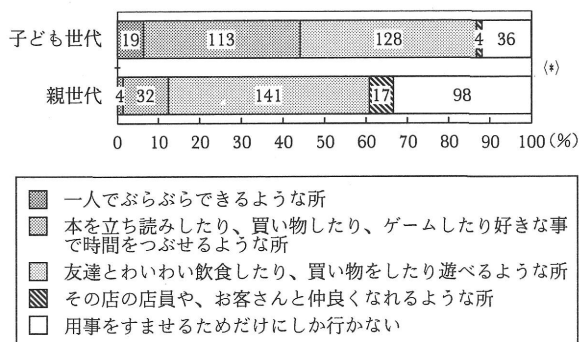 子ども世代 19 113 128 4 36
(*)
親世代 4 32 141 17 98
0 10 20 30 40 50 60 70 80 90 100(%)
一人でぶらぶらできるような所
本を立ち読みしたり、買い物したり、ゲームしたり好きな事
で時間をつぶせるような所
友達とわいわい飲食したり、買い物をしたり遊べるような所
その店の店員や、お客さんと仲良くなれるような所
用事をすませるためだけにしか行かない